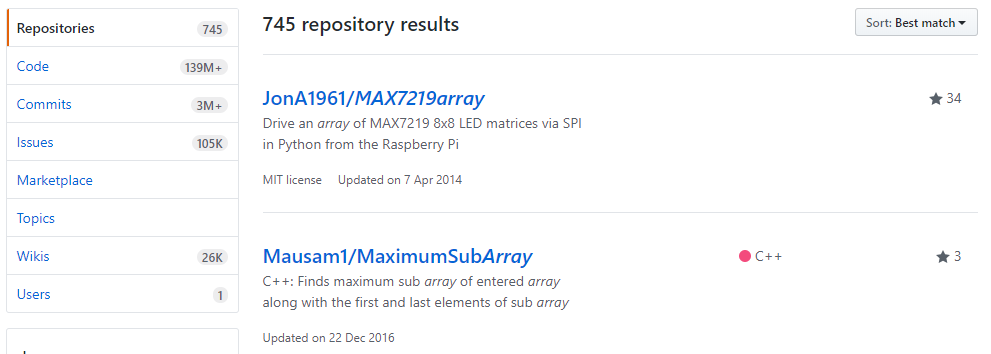 Repositories 745
Code 139M+
Commits 3M+
Issues 105K
Marketplace
Topics
Wikis 26K
Users 1
745 repository results
Sort: Best match
JonA1961/MAX7219array
34
Drive an array of MAX7219 8x8 LED matrices via SPI
in Python from the Raspberry Pi
MIT license Updated on 7 Apr 2014
Mausam1/MaximumSubArray
C++
3
C++: Finds maximum sub array of entered array
along with the first and last elements of sub array
Updated on 22 Dec 2016